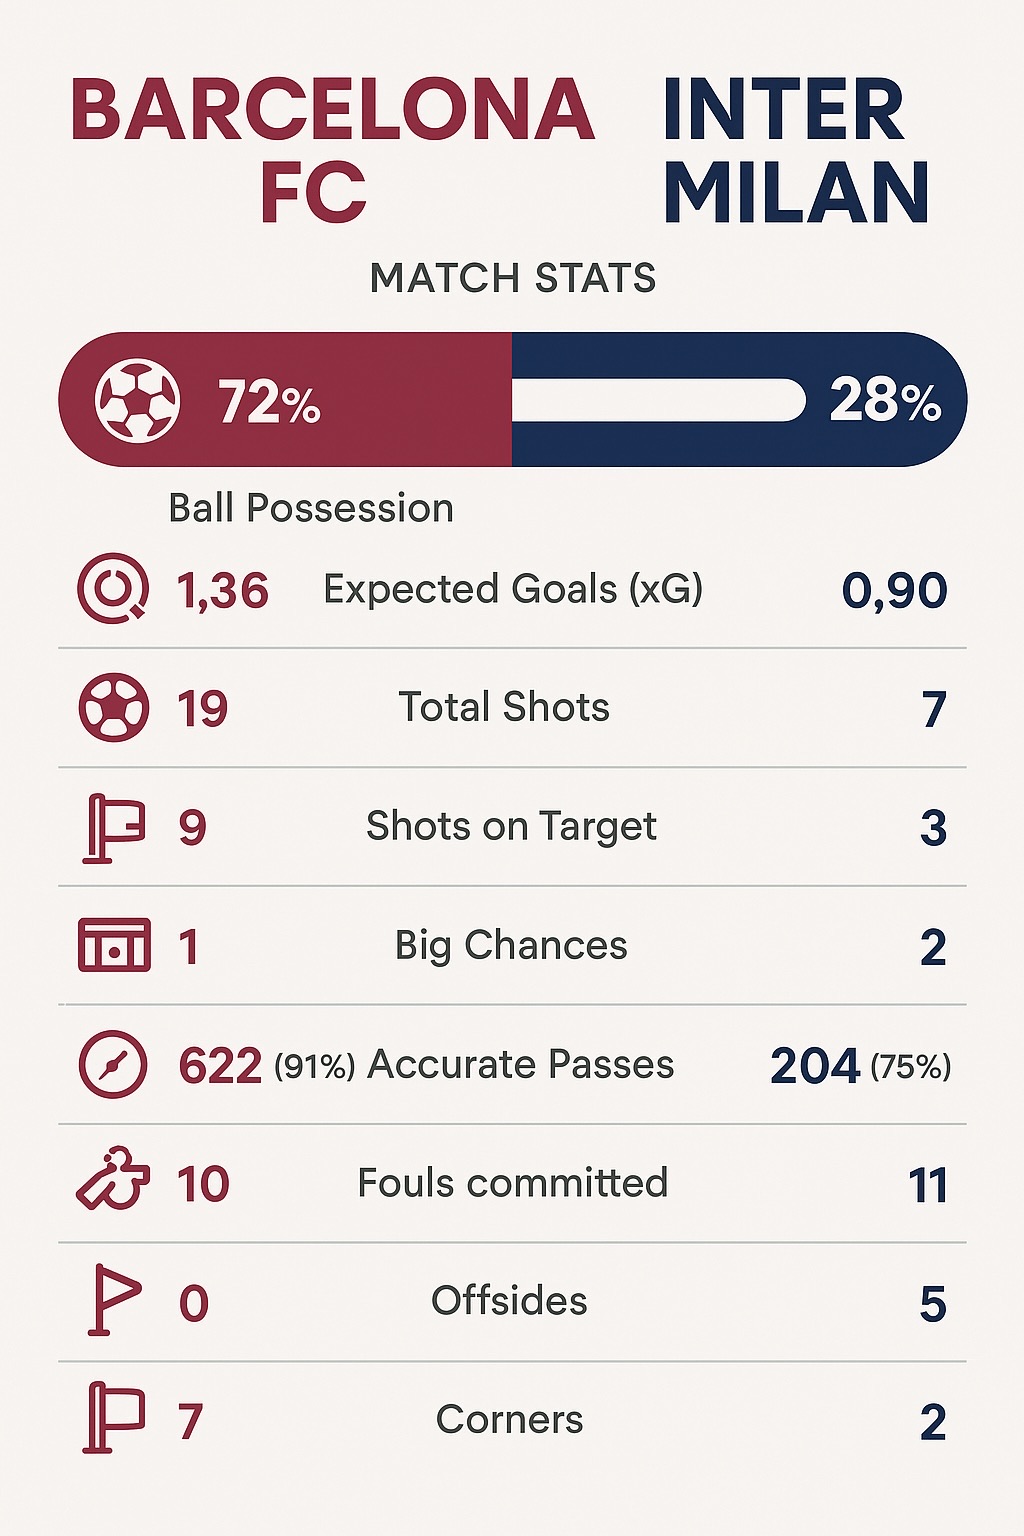 BARCELONA FC
INTER MILAN
MATCH STATS
72% 28%
Ball Possession
1,36 Expected Goals (xG) 0,90
19 Total Shots 7
9 Shots on Target 3
1 Big Chances 2
622 (91%) Accurate Passes 204 (75%)
10 Fouls committed 11
0 Offsides 5
7 Corners 2